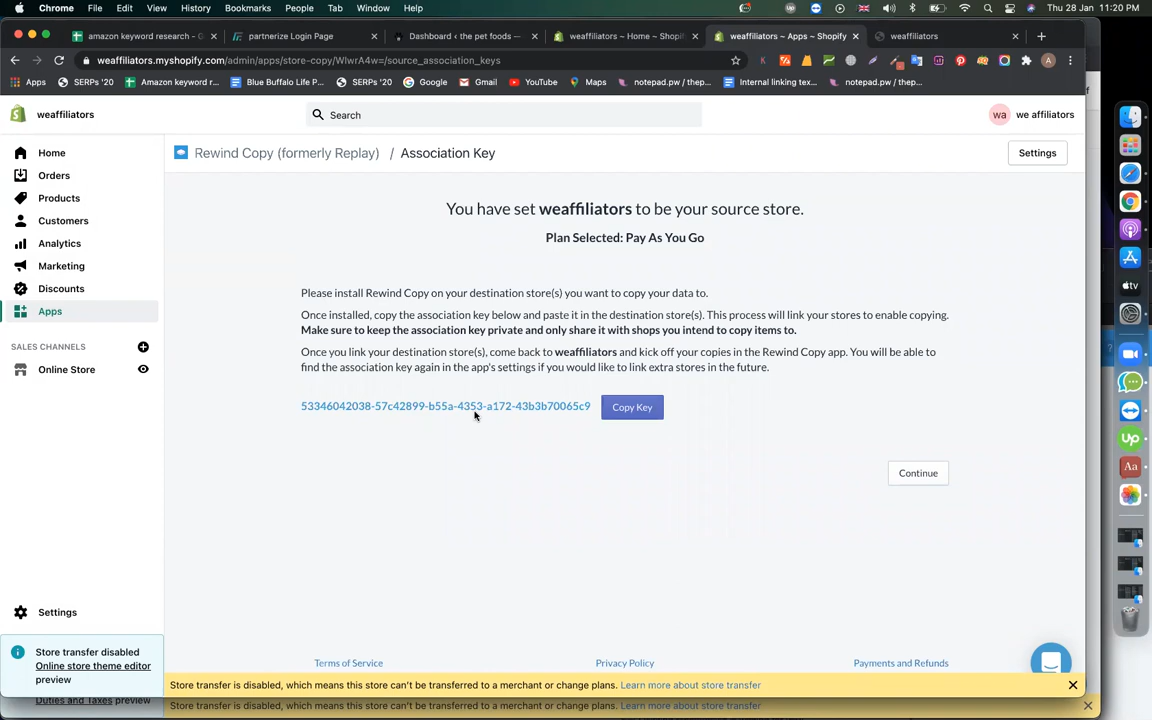 Chrome File Edit View History Bookmarks People Tab Window Help Thu 28 Jan 11:20 PM
amazon keyword research - G partnerize Login Page Dashboard ‹ the pet foods — weaffiliators ~ Home ~ Shopif weaffiliators ~ Apps ~ Shopify weaffiliators
weaffiliators.myshopify.com/admin/apps/store-copy/WlwrA4w=/source_association_keys
Apps SERPs '20 Amazon keyword r... Blue Buffalo Life P... SERPs '20 Google Gmail YouTube Maps notepad.pw / thep... Internal linking tex... notepad.pw / thep...
weaffiliators Search wa we affiliators
Home
Orders
Products
Customers
Analytics
Marketing
Discounts
Apps
SALES CHANNELS
Online Store
Settings
Store transfer disabled
Online store theme editor
preview
Duties and Taxes preview
Rewind Copy (formerly Replay) / Association Key Settings
You have set weaffiliators to be your source store.
Plan Selected: Pay As You Go
Please install Rewind Copy on your destination store(s) you want to copy your data to.
Once installed, copy the association key below and paste it in the destination store(s). This process will link your stores to enable copying.
Make sure to keep the association key private and only share it with shops you intend to copy items to.
Once you link your destination store(s), come back to weaffiliators and kick off your copies in the Rewind Copy app. You will be able to
find the association key again in the app's settings if you would like to link extra stores in the future.
53346042038-57c42899-b55a-4353-a172-43b3b70065c9 Copy Key
Continue
Terms of Service Privacy Policy Payments and Refunds
Store transfer is disabled, which means this store can't be transferred to a merchant or change plans. Learn more about store transfer
Store transfer is disabled, which means this store can't be transferred to a merchant or change plans. Learn more about store transfer
tv
Up
Aa